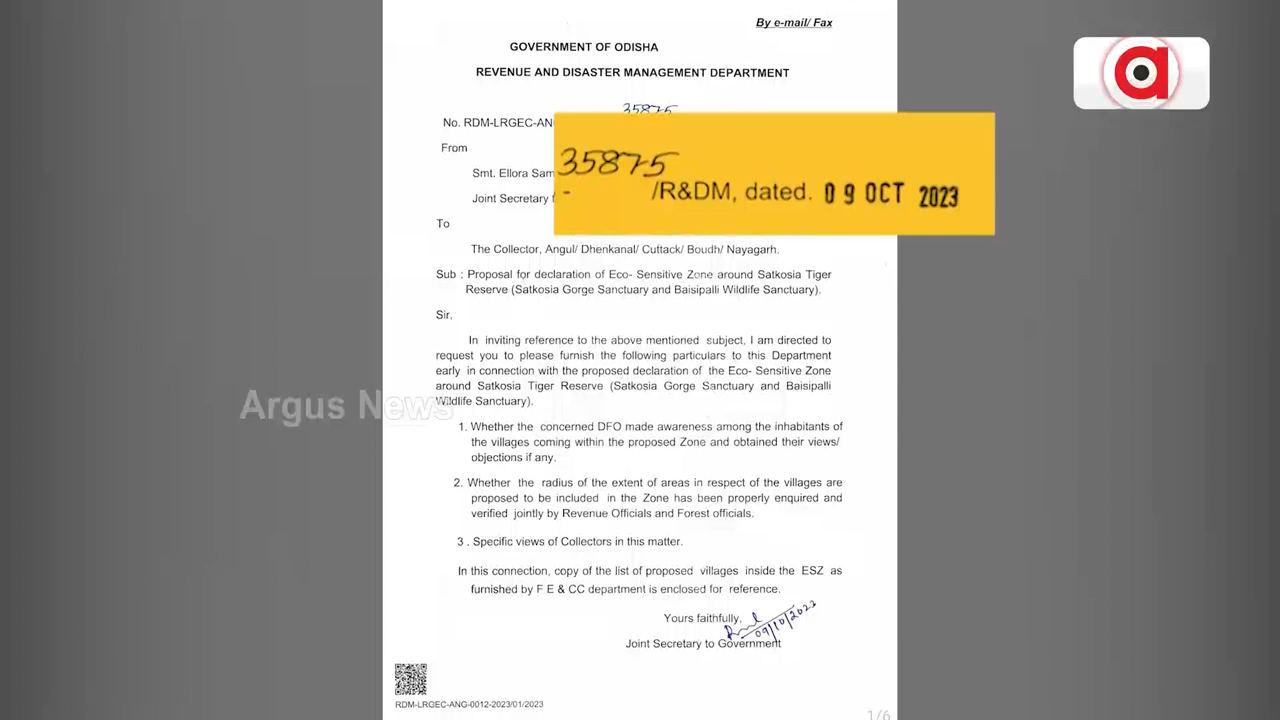 By e-mail/ Fax
GOVERNMENT OF ODISHA
REVENUE AND DISASTER MANAGEMENT DEPARTMENT
35875
No. RDM-LRGEC-AN
35875
/R&DM, dated. 09 OCT 2023
From
Smt. Ellora Sam
Joint Secretary
To
The Collector, Angul/ Dhenkanal/ Cuttack/ Boudh/ Nayagarh.
Sub : Proposal for declaration of Eco- Sensitive Zone around Satkosia Tiger
Reserve (Satkosia Gorge Sanctuary and Baisipalli Wildlife Sanctuary).
Sir,
In inviting reference to the above mentioned subject, I am directed to
request you to please furnish the following particulars to this Department
early in connection with the proposed declaration of the Eco- Sensitive Zone
around Satkosia Tiger Reserve (Satkosia Gorge Sanctuary and Baisipalli
Wildlife Sanctuary).
Argus News
1. Whether the concerned DFO made awareness among the inhabitants of
the villages coming within the proposed Zone and obtained their views/
objections if any.
2. Whether the radius of the extent of areas in respect of the villages are
proposed to be included in the Zone has been properly enquired and
verified jointly by Revenue Officials and Forest officials.
3 . Specific views of Collectors in this matter.
In this connection, copy of the list of proposed villages inside the ESZ as
furnished by F E & CC department is enclosed for reference.
Yours faithfully,
09/10/2023
Joint Secretary to Government
RDM-LRGEC-ANG-0012-2023/01/2023
1/6